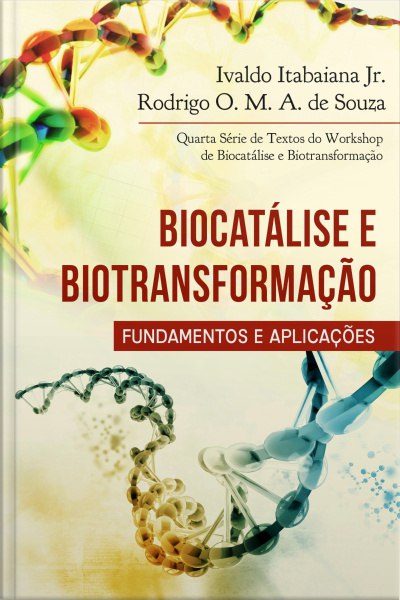 Ivaldo Itabaiana Jr.
Rodrigo O. M. A. de Souza
Quarta Série de Textos do Workshop
de Biocatálise e Biotransformação
BIOCATÁLISE E
BIOTRANSFORMAÇÃO
FUNDAMENTOS E APLICAÇÕES